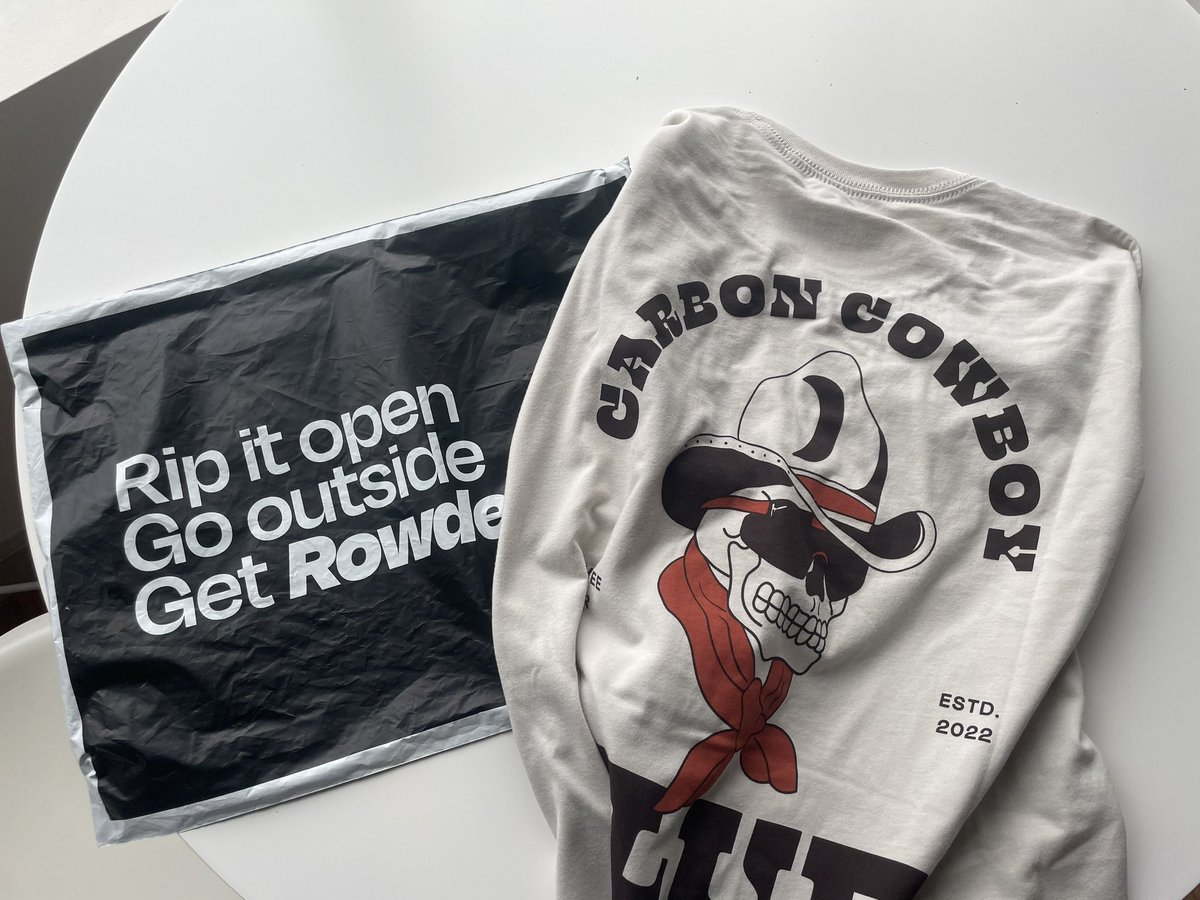 Rip it open
Go outside
Get Rowde
CARBON COWBOY
ESTD.
2022